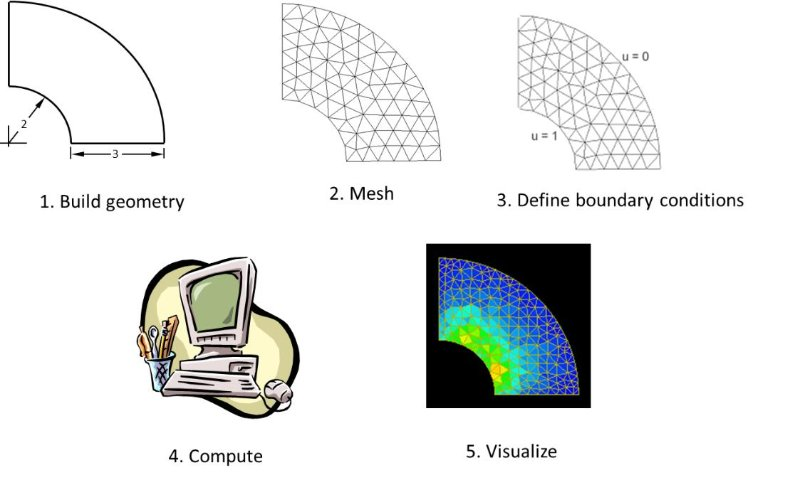 2
3
1. Build geometry
2. Mesh
u = 0
u = 1
3. Define boundary conditions
4. Compute
5. Visualize